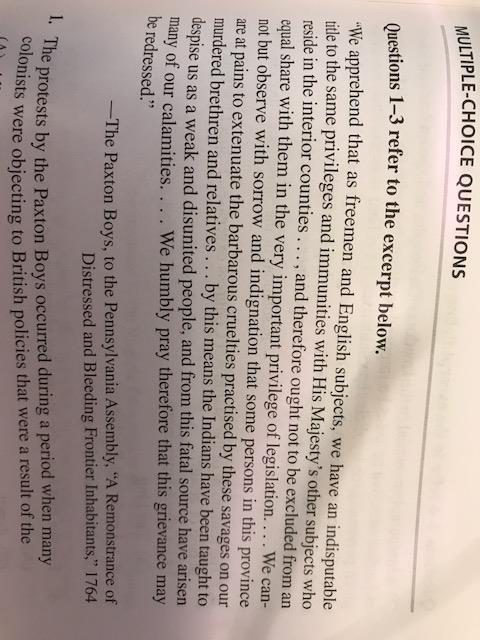 MULTIPLE-CHOICE QUESTIONS
Questions 1–3 refer to the excerpt below.
“We apprehend that as freemen and English subjects, we have an indisputable
title to the same privileges and immunities with His Majesty’s other subjects who
reside in the interior counties . . . , and therefore ought not to be excluded from an
equal share with them in the very important privilege of legislation. . . . We can-
not but observe with sorrow and indignation that some persons in this province
are at pains to extenuate the barbarous cruelties practised by these savages on our
murdered brethren and relatives . . . by this means the Indians have been taught to
despise us as a weak and disunited people, and from this fatal source have arisen
many of our calamities. . . . We humbly pray therefore that this grievance may
be redressed.”
—The Paxton Boys, to the Pennsylvania Assembly, “A Remonstrance of
Distressed and Bleeding Frontier Inhabitants,” 1764
1. The protests by the Paxton Boys occurred during a period when many
colonists were objecting to British policies that were a result of the
(A)